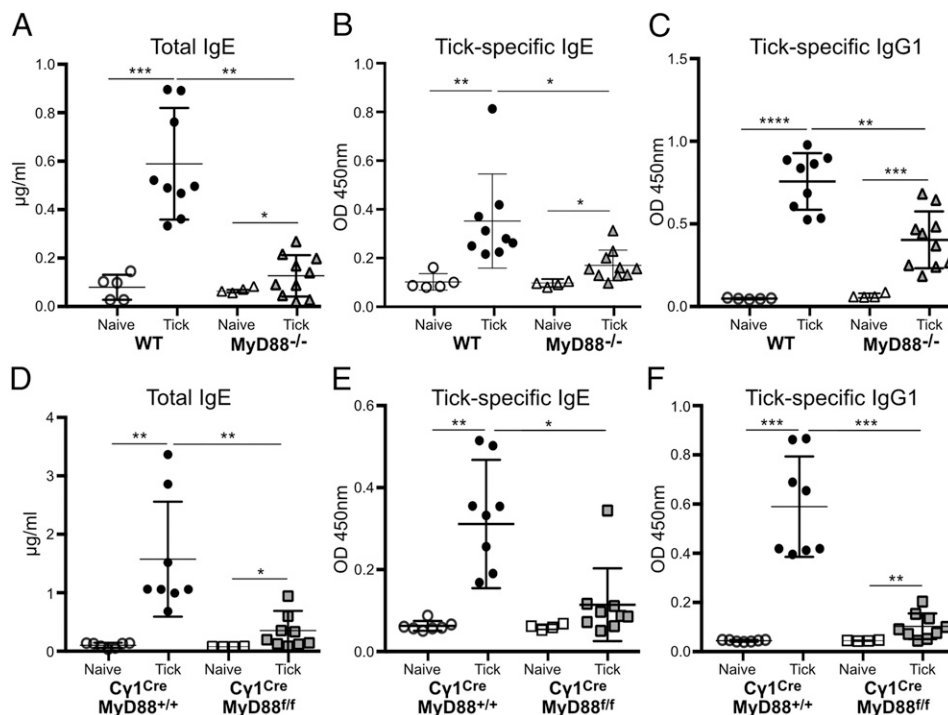 A
Total IgE
µg/ml
1.0
0.8
0.6
0.4
0.2
0.0
***
**
*
Naive Tick Naive Tick
WT MyD88-/-
B
Tick-specific IgE
OD 450nm
1.0
0.8
0.6
0.4
0.2
0.0
**
*
*
Naive Tick Naive Tick
WT MyD88-/-
C
Tick-specific IgG1
OD 450nm
1.5
1.0
0.5
0.0
****
**
***
Naive Tick Naive Tick
WT MyD88-/-
D
Total IgE
µg/ml
4
3
2
1
0
**
**
*
Naive Tick Naive Tick
Cγ1Cre Cγ1Cre
MyD88+/+ MyD88f/f
E
Tick-specific IgE
OD 450nm
0.6
0.4
0.2
0.0
**
*
Naive Tick Naive Tick
Cγ1Cre Cγ1Cre
MyD88+/+ MyD88f/f
F
Tick-specific IgG1
OD 450nm
1.0
0.8
0.6
0.4
0.2
0.0
***
***
**
Naive Tick Naive Tick
Cγ1Cre Cγ1Cre
MyD88+/+ MyD88f/f